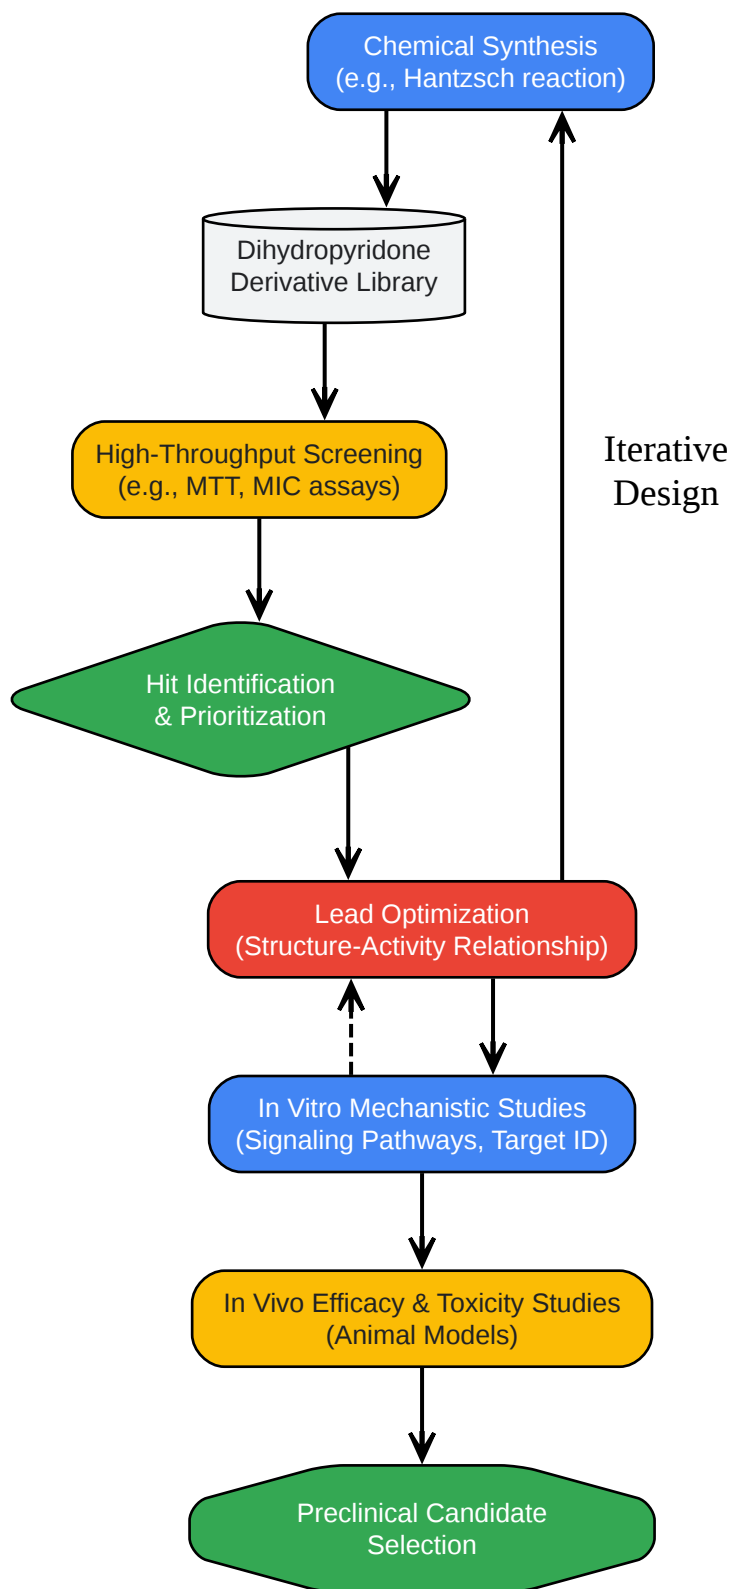 Chemical Synthesis
(e.g., Hantzsch reaction)
Dihydropyridone
Derivative Library
High-Throughput Screening
(e.g., MTT, MIC assays)
Iterative
Design
Hit Identification
& Prioritization
Lead Optimization
(Structure-Activity Relationship)
In Vitro Mechanistic Studies
(Signaling Pathways, Target ID)
In Vivo Efficacy & Toxicity Studies
(Animal Models)
Preclinical Candidate
Selection